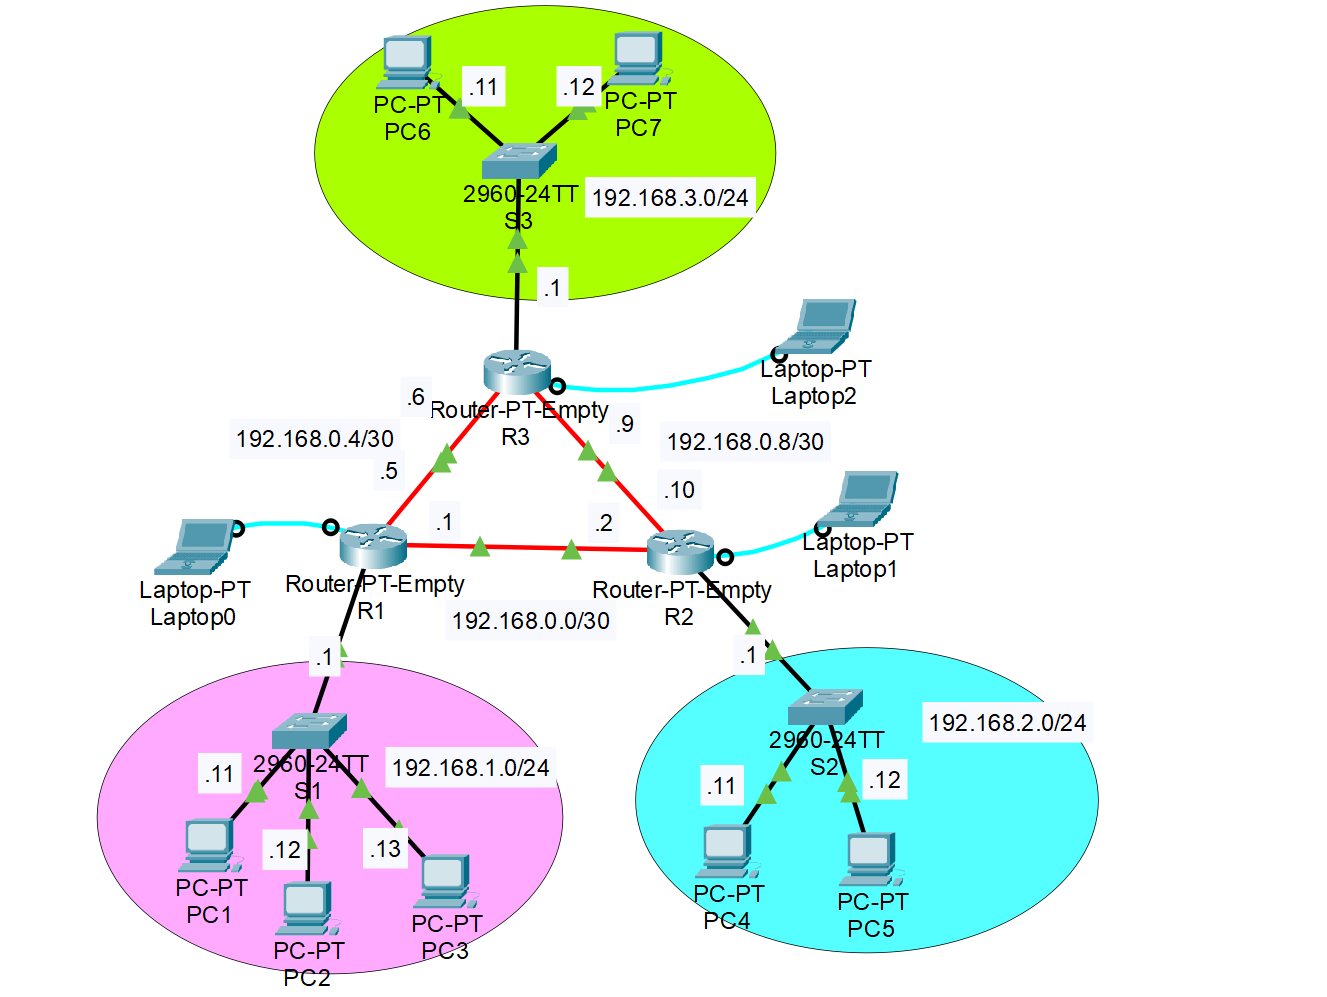 .11
.12
PC-PT
PC6
PC-PT
PC7
2960-24TT
S3
192.168.3.0/24
.1
Laptop-PT
Laptop2
.6
Router-PT-Empty
R3
.9
192.168.0.4/30
192.168.0.8/30
.5
.10
.1
.2
Laptop-PT
Laptop1
Laptop-PT
Laptop0
Router-PT-Empty
R1
Router-PT-Empty
R2
192.168.0.0/30
.1
.1
192.168.2.0/24
2960-24TT
S2
2960-24TT
S1
192.168.1.0/24
.11
.11
.12
.12
.13
PC-PT
PC1
PC-PT
PC4
PC-PT
PC5
PC-PT
PC3
PC-PT
PC2